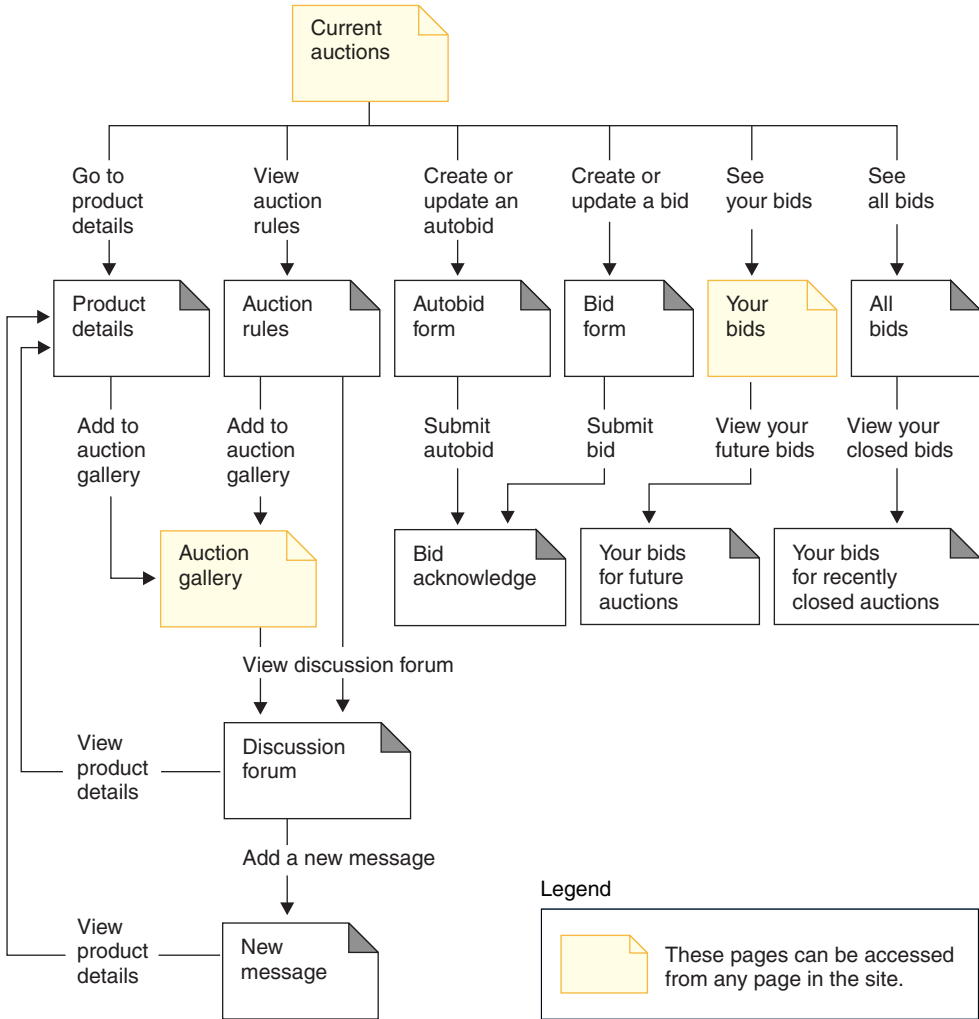 Current
auctions
Go to
product
details
View
auction
rules
Create or
update an
autobid
Create or
update a bid
See
your bids
See
all bids
Product
details
Auction
rules
Autobid
form
Bid
form
Your
bids
All
bids
Add to
auction
gallery
Add to
auction
gallery
Submit
autobid
Submit
bid
View your
future bids
View your
closed bids
Auction
gallery
Bid
acknowledge
Your bids
for future
auctions
Your bids
for recently
closed auctions
View discussion forum
View
product
details
Discussion
forum
Add a new message
View
product
details
New
message
Legend
These pages can be accessed
from any page in the site.